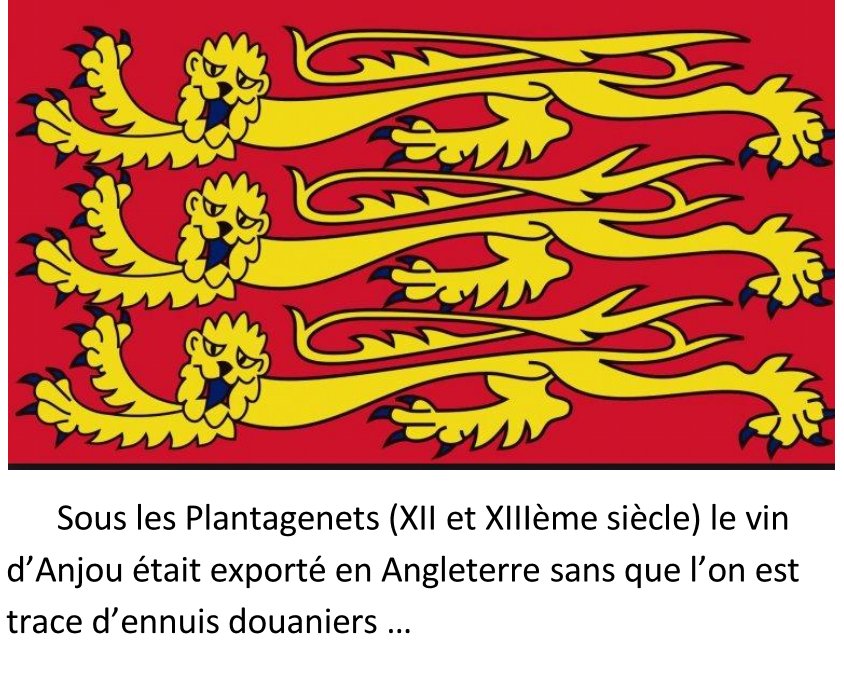 Sous les Plantagenets (XII et XIIIème siècle) le vin
d’Anjou était exporté en Angleterre sans que l’on est
trace d’ennuis douaniers …